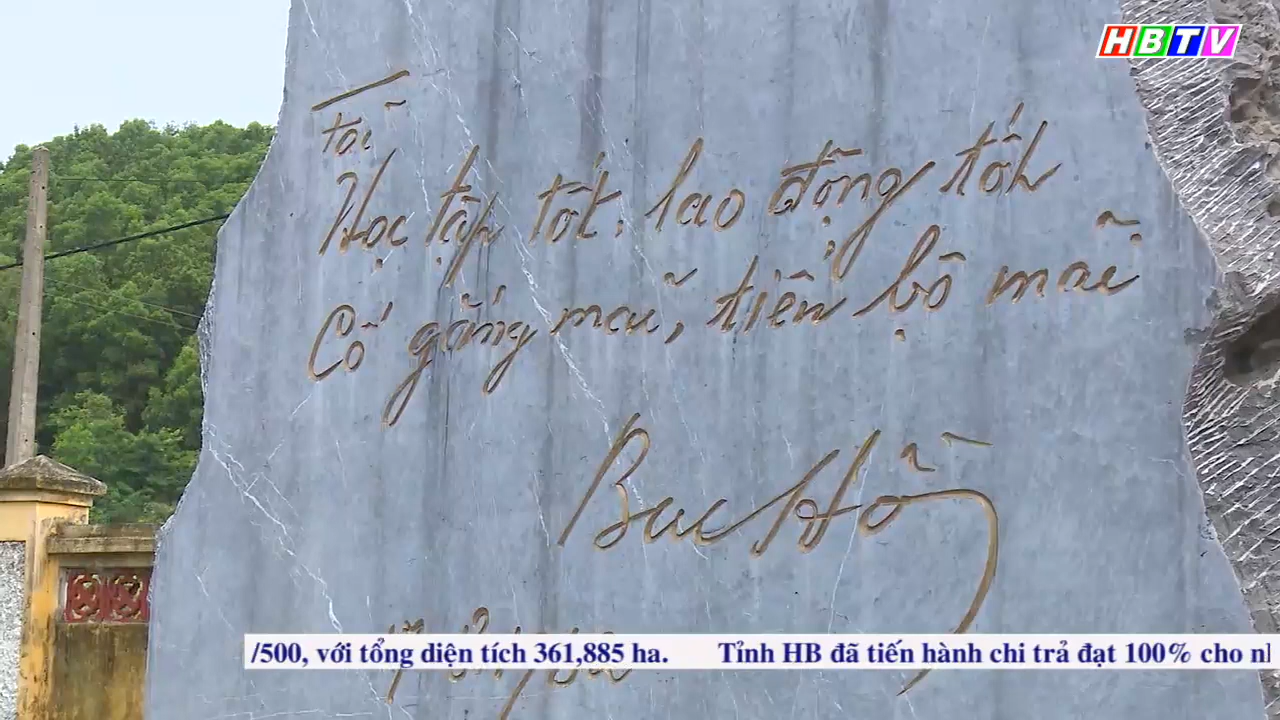 HBTV
Học tập tốt, lao động tốt
Cố gắng mãi, tiến bộ mãi
Bác Hồ
/500, với tổng diện tích 361,885 ha. Tỉnh HB đã tiến hành chi trả đạt 100% cho